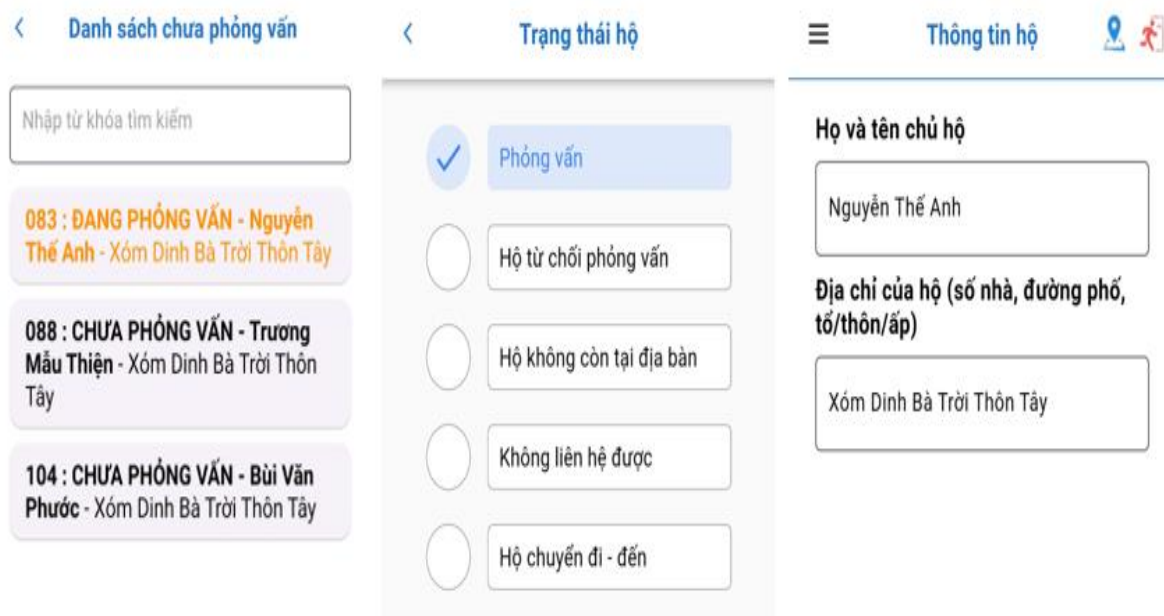 Danh sách chưa phỏng vấn
Nhập từ khóa tìm kiếm
083 : ĐANG PHỎNG VẤN - Nguyễn
Thế Anh - Xóm Dinh Bà Trời Thôn Tây
088 : CHƯA PHỎNG VẤN - Trương
Mẫu Thiện - Xóm Dinh Bà Trời Thôn
Tây
104 : CHƯA PHỎNG VẤN - Bùi Văn
Phước - Xóm Dinh Bà Trời Thôn Tây
Trạng thái hộ
Phỏng vấn
Hộ từ chối phỏng vấn
Hộ không còn tại địa bàn
Không liên hệ được
Hộ chuyển đi - đến
Thông tin hộ
Họ và tên chủ hộ
Nguyễn Thế Anh
Địa chỉ của hộ (số nhà, đường phố,
tổ/thôn/ấp)
Xóm Dinh Bà Trời Thôn Tây